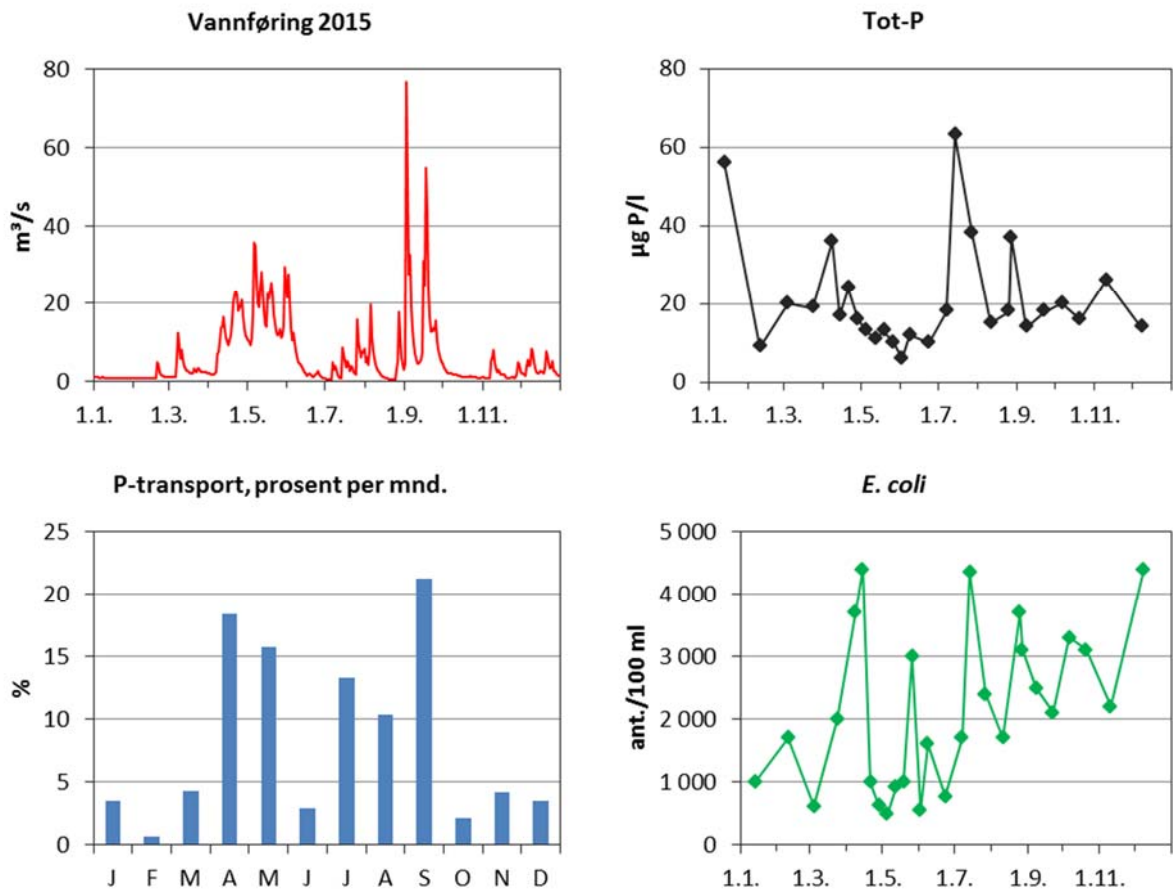 Vannføring 2015
m³/s
80
60
40
20
0
1.1. 1.3. 1.5. 1.7. 1.9. 1.11.
Tot-P
µg P/l
80
60
40
20
0
1.1. 1.3. 1.5. 1.7. 1.9. 1.11.
P-transport, prosent per mnd.
%
25
20
15
10
5
0
J F M A M J J A S O N D
E. coli
ant./100 ml
5 000
4 000
3 000
2 000
1 000
0
1.1. 1.3. 1.5. 1.7. 1.9. 1.11.